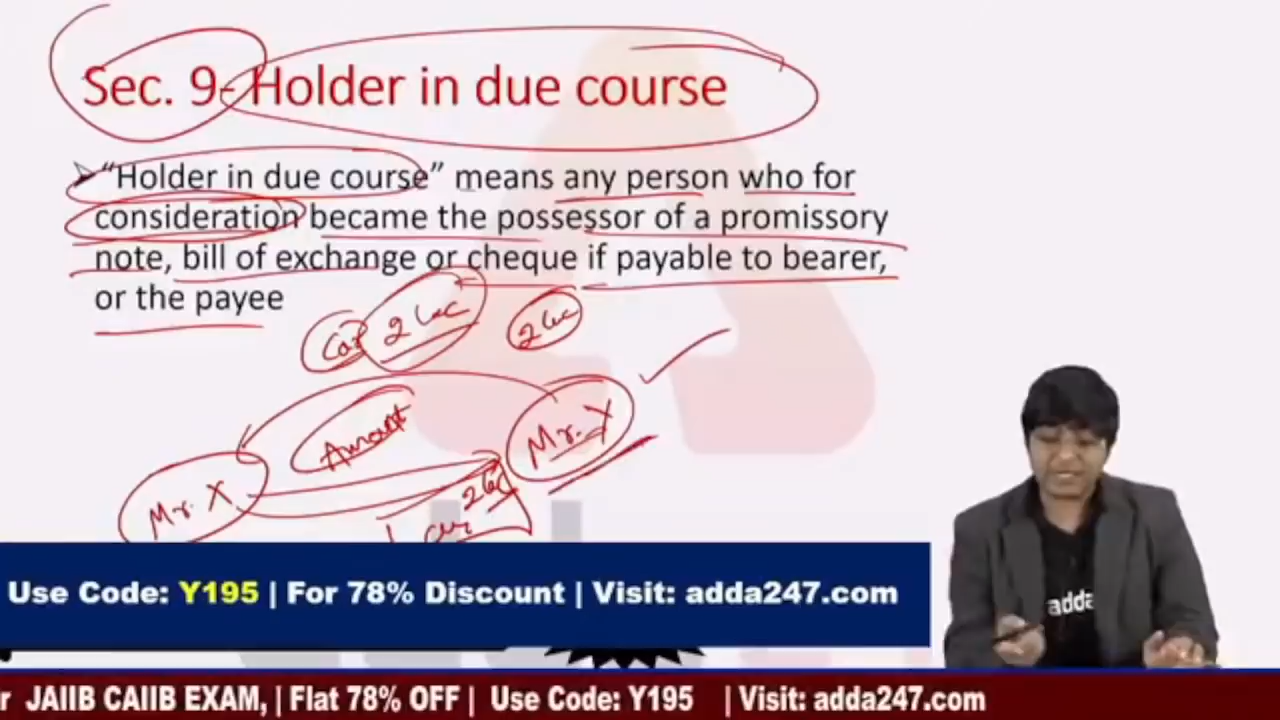 Sec. 9- Holder in due course
➢ “Holder in due course” means any person who for
consideration became the possessor of a promissory
note, bill of exchange or cheque if payable to bearer,
or the payee
2 Lac
2 Lac
Amount
Mr. Y
Mr. X
adda
Use Code: Y195 | For 78% Discount | Visit: adda247.com
r JAIIB CAIIB EXAM, | Flat 78% OFF | Use Code: Y195 | Visit: adda247.com